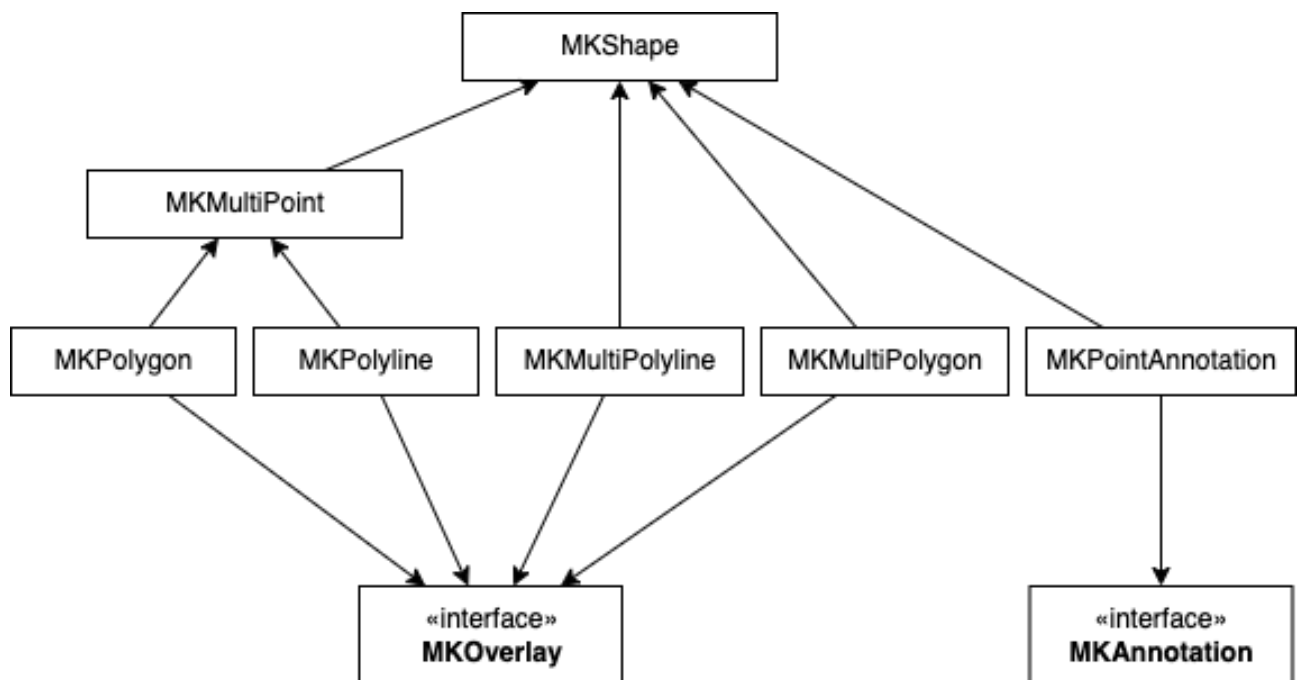 MKShape
MKMultiPoint
MKPolygon
MKPolyline
MKMultiPolyline
MKMultiPolygon
MKPointAnnotation
«interface»
MKOverlay
«interface»
MKAnnotation